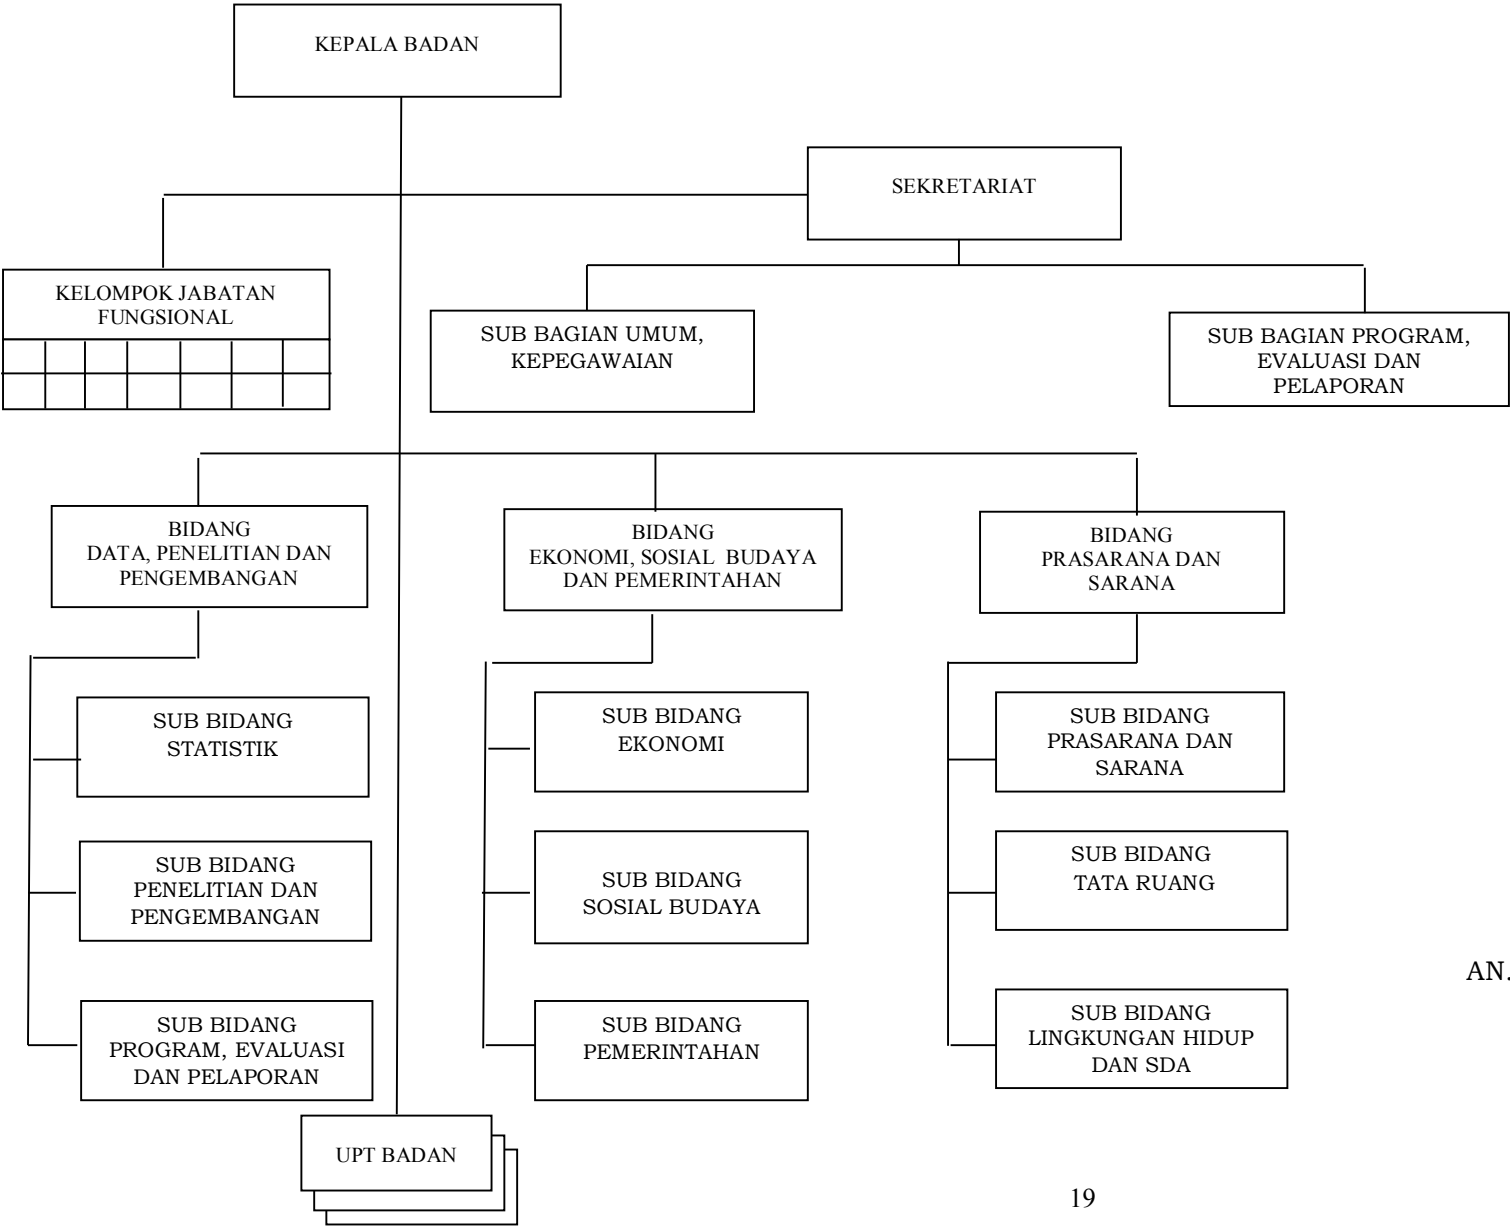 KEPALA BADAN
SEKRETARIAT
KELOMPOK JABATAN
FUNGSIONAL
SUB BAGIAN UMUM,
KEPEGAWAIAN
SUB BAGIAN PROGRAM,
EVALUASI DAN
PELAPORAN
BIDANG
DATA, PENELITIAN DAN
PENGEMBANGAN
BIDANG
EKONOMI, SOSIAL BUDAYA
DAN PEMERINTAHAN
BIDANG
PRASARANA DAN
SARANA
SUB BIDANG
STATISTIK
SUB BIDANG
EKONOMI
SUB BIDANG
PRASARANA DAN
SARANA
SUB BIDANG
PENELITIAN DAN
PENGEMBANGAN
SUB BIDANG
SOSIAL BUDAYA
SUB BIDANG
TATA RUANG
AN.
SUB BIDANG
PROGRAM, EVALUASI
DAN PELAPORAN
SUB BIDANG
PEMERINTAHAN
SUB BIDANG
LINGKUNGAN HIDUP
DAN SDA
UPT BADAN
19